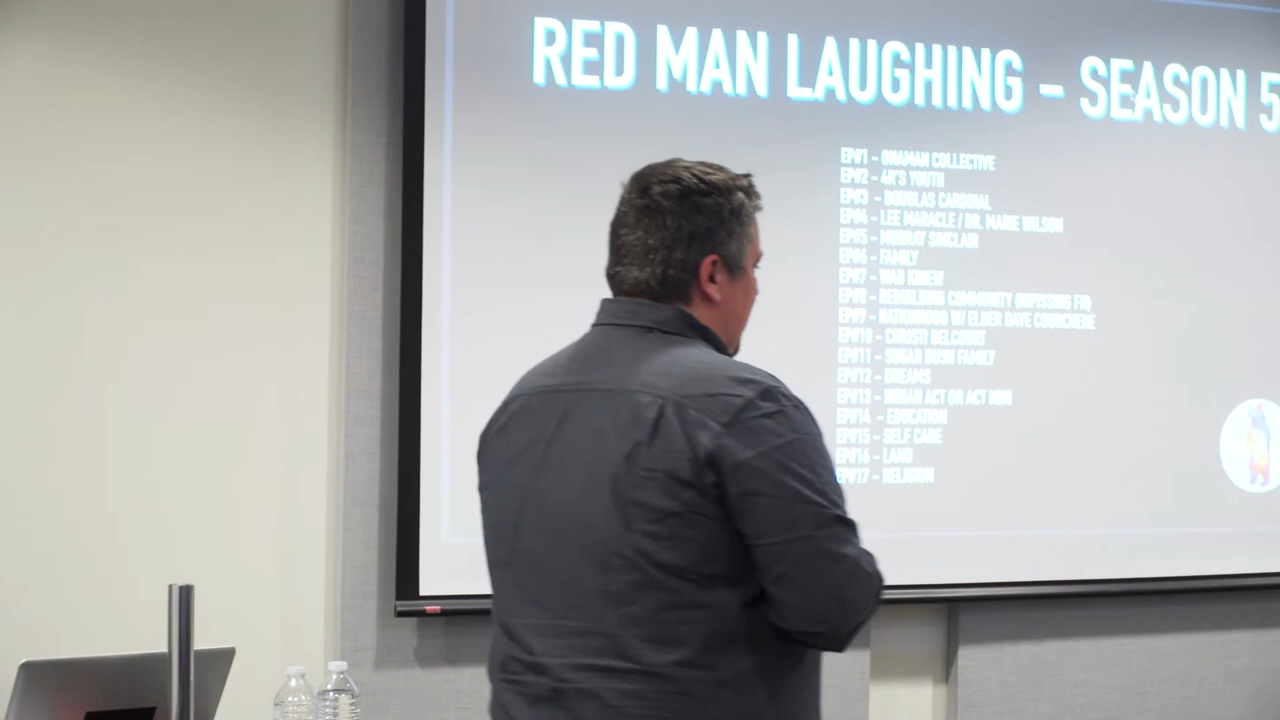 RED MAN LAUGHING – SEASON 5
EP#1 – ONAMAN COLLECTIVE
EP#2 – 4R'S YOUTH
EP#3 – DOUGLAS CARDINAL
EP#4 – LEE MARACLE / DR. MARIE WILSON
EP#5 – MURRAY SINCLAIR
EP#6 – FAMILY
EP#7 – WAB KINEW
EP#8 – REBUILDING COMMUNITY (NIPISSING FN)
EP#9 – NATIONHOOD W/ ELDER DAVE COURCHENE
EP#10 – CHRISTI BELCOURT
EP#11 – SUGAR BUSH FAMILY
EP#12 – DREAMS
EP#13 – INDIAN ACT OR ACT NON
EP#14 – EDUCATION
EP#15 – SELF CARE
EP#16 – LAND
EP#17 – RELIGION